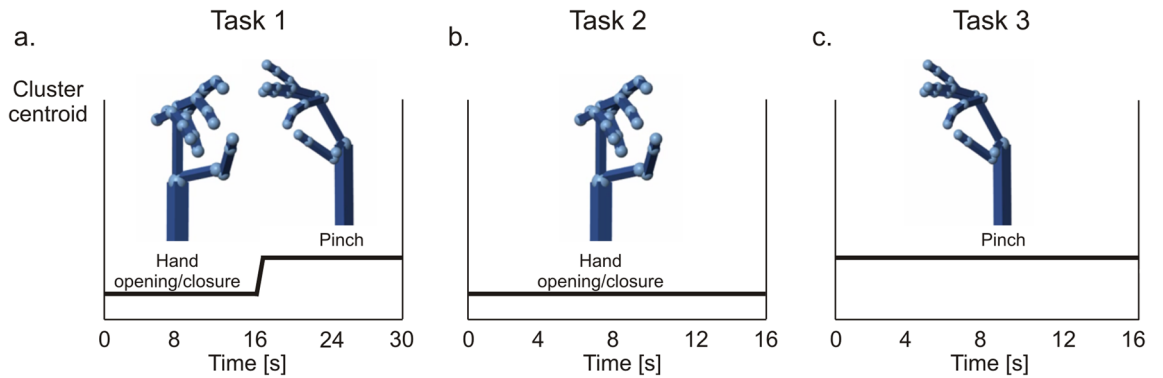 Task 1
Task 2
Task 3
a.
b.
c.
Cluster
centroid
Pinch
Hand
opening/closure
0 8 16 24 30
Time [s]
Hand
opening/closure
0 4 8 12 16
Time [s]
Pinch
0 4 8 12 16
Time [s]